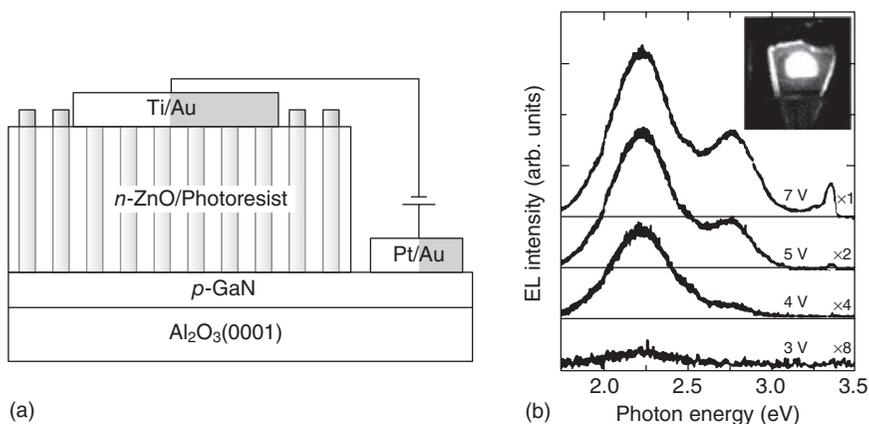 Ti/Au
n-ZnO/Photoresist
Pt/Au
p-GaN
Al₂O₃(0001)
(a)
EL intensity (arb. units)
7 V ×1
5 V ×2
4 V ×4
3 V ×8
2.0 2.5 3.0 3.5
Photon energy (eV)
(b)